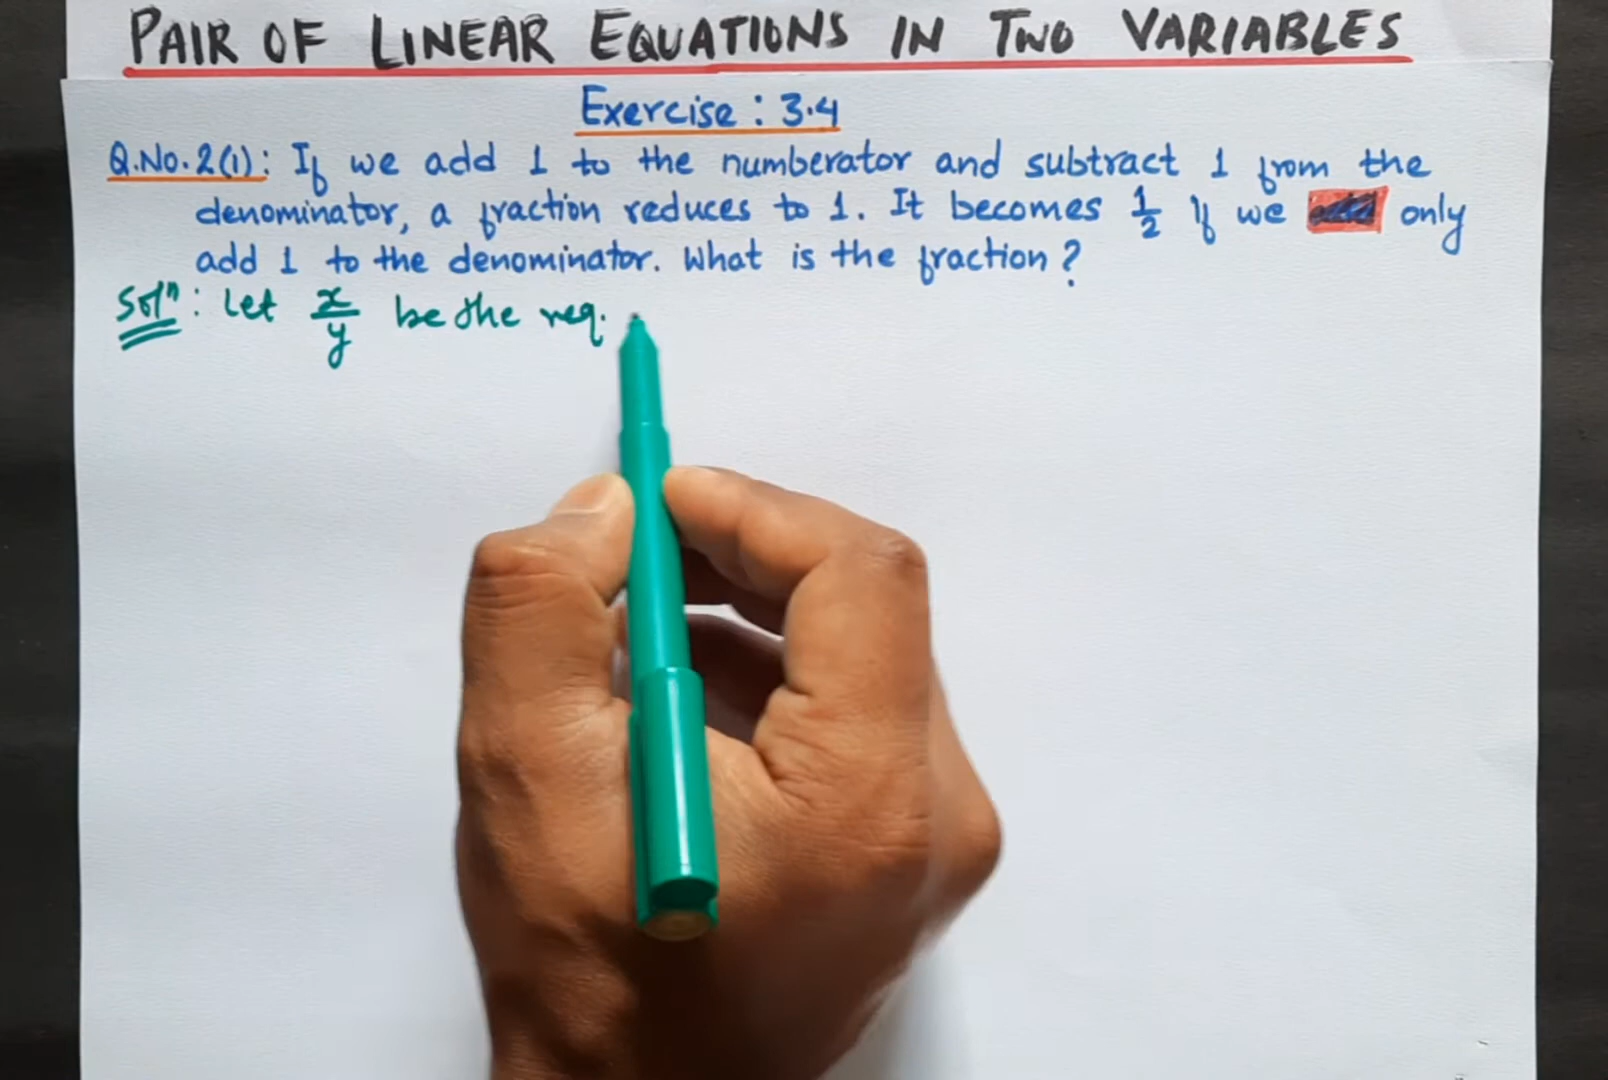 PAIR OF LINEAR EQUATIONS IN TWO VARIABLES
Exercise : 3.4
Q.No.2(1): If we add 1 to the numberator and subtract 1 from the
denominator, a fraction reduces to 1. It becomes 1/2 if we only
add 1 to the denominator. What is the fraction?
Solⁿ: Let x/y be the req.